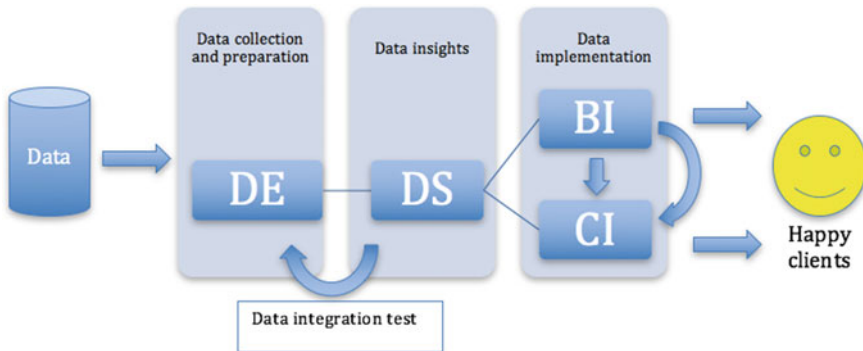 Data
Data collection
and preparation
DE
Data insights
DS
Data
implementation
BI
CI
Data integration test
Happy
clients